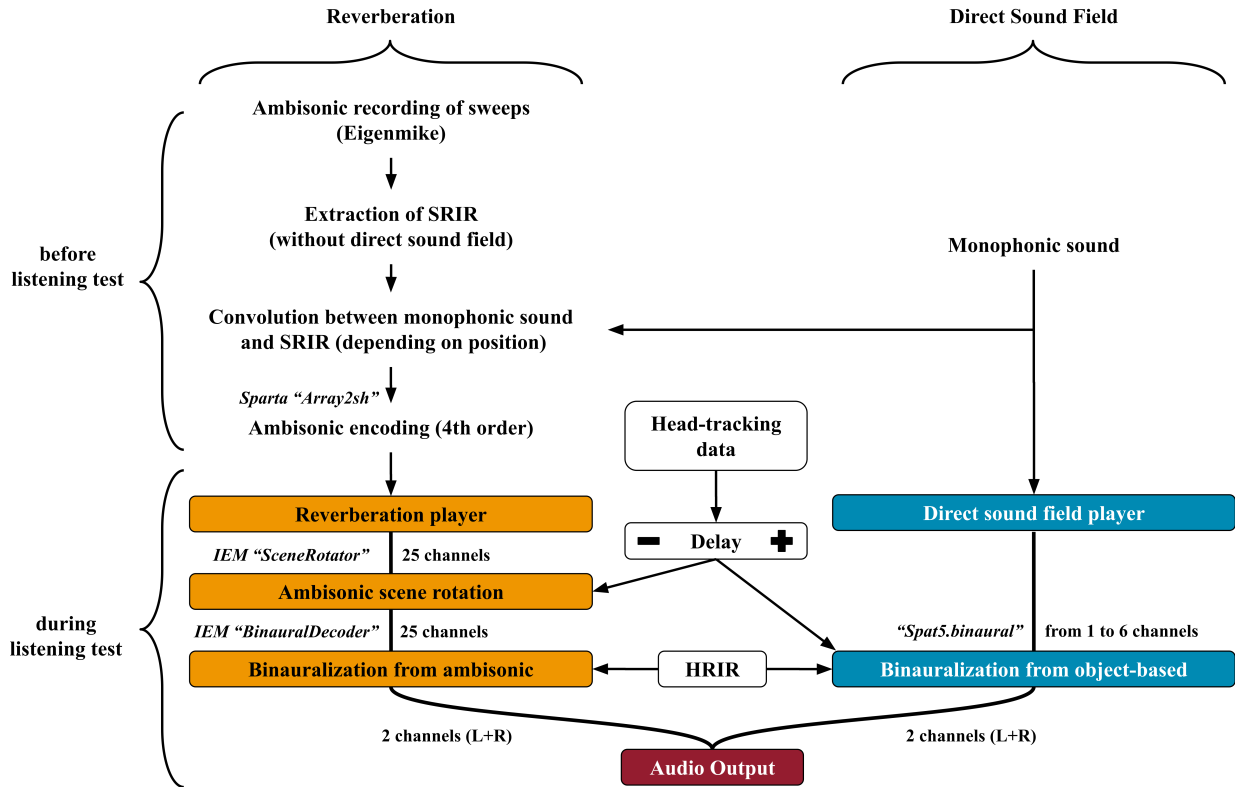 Reverberation
Direct Sound Field
Ambisonic recording of sweeps
(Eigenmike)
Extraction of SRIR
(without direct sound field)
before
listening test
Monophonic sound
Convolution between monophonic sound
and SRIR (depending on position)
Sparta “Array2sh”
Ambisonic encoding (4th order)
Head-tracking
data
Reverberation player
Direct sound field player
Delay
IEM “SceneRotator”
25 channels
Ambisonic scene rotation
during
listening test
IEM “BinauralDecoder”
25 channels
“Spat5.binaural”
from 1 to 6 channels
Binauralization from ambisonic
HRIR
Binauralization from object-based
2 channels (L+R)
2 channels (L+R)
Audio Output